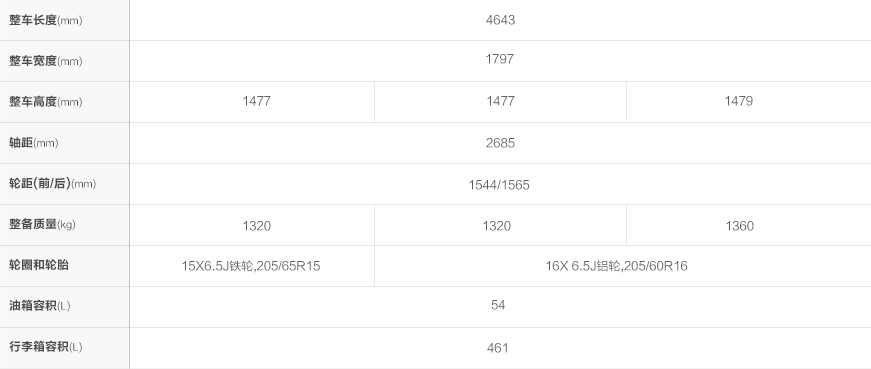 整车长度(mm) 4643
整车宽度(mm) 1797
整车高度(mm) 1477 1477 1479
轴距(mm) 2685
轮距(前/后)(mm) 1544/1565
整备质量(kg) 1320 1320 1360
轮圈和轮胎 15X6.5J铁轮,205/65R15 16X 6.5J铝轮,205/60R16
油箱容积(L) 54
行李箱容积(L) 461